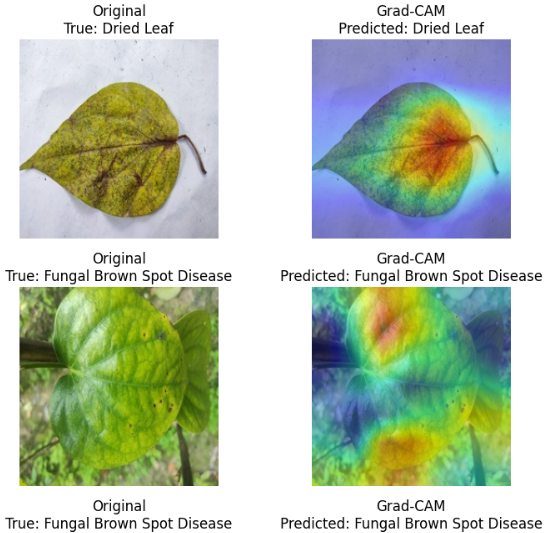 Original
True: Dried Leaf
Grad-CAM
Predicted: Dried Leaf
Original
True: Fungal Brown Spot Disease
Grad-CAM
Predicted: Fungal Brown Spot Disease
Original
True: Fungal Brown Spot Disease
Grad-CAM
Predicted: Fungal Brown Spot Disease